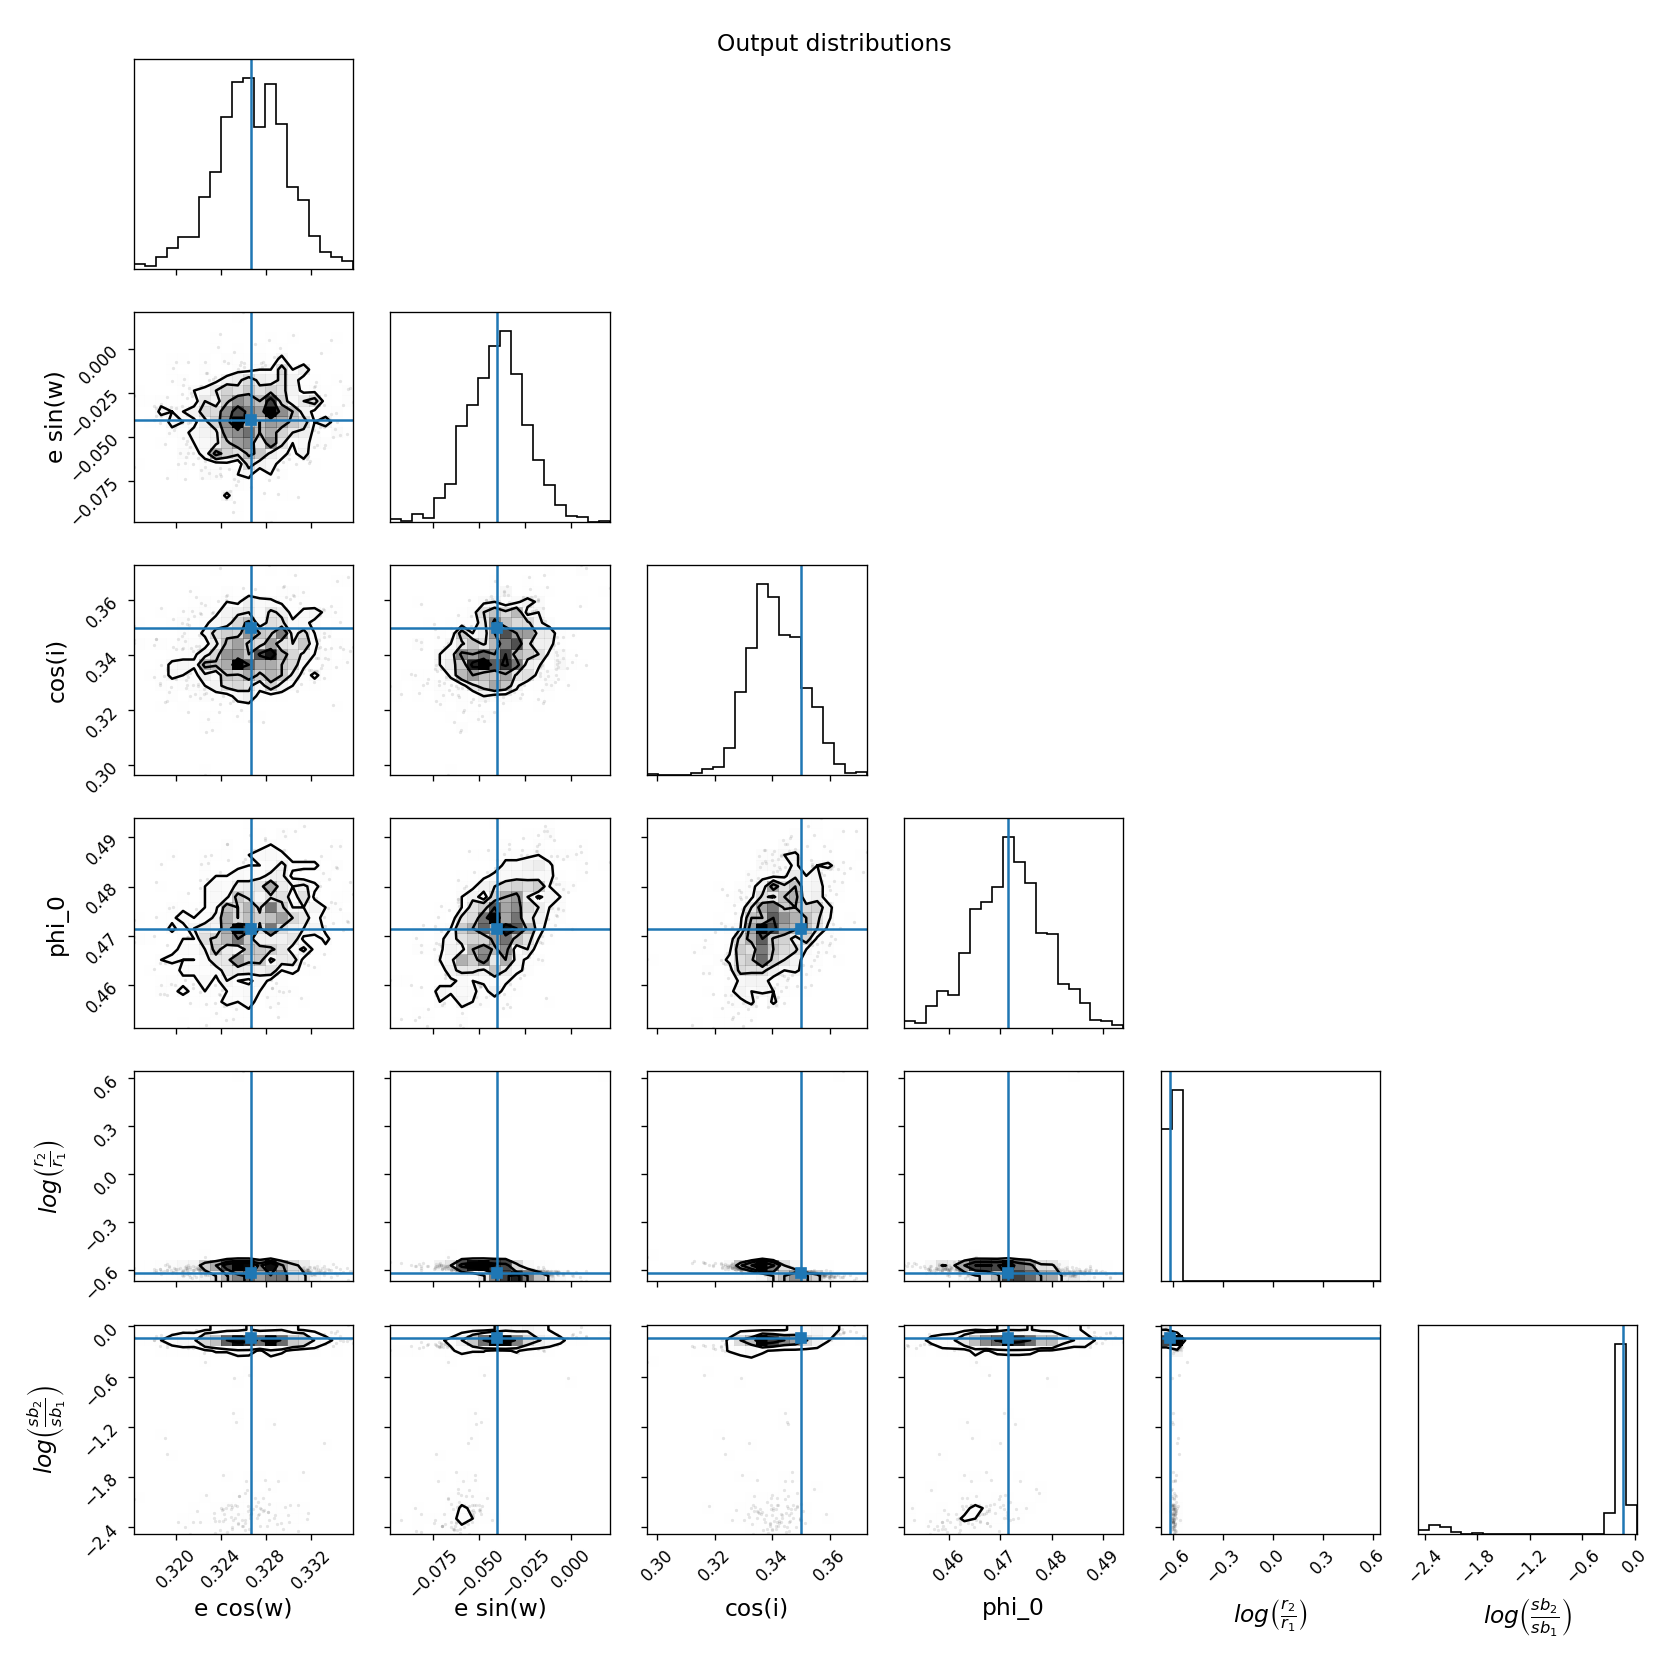 Output distributions
e sin(w)
0.000
−0.025
−0.050
−0.075
cos(i)
0.36
0.34
0.32
0.30
phi_0
0.49
0.48
0.47
0.46
log(r₂/r₁)
0.6
0.3
0.0
−0.3
−0.6
log(sb₂/sb₁)
0.0
−0.6
−1.2
−1.8
−2.4
0.320 0.324 0.328 0.332
−0.075 −0.050 −0.025 0.000
0.30 0.32 0.34 0.36
0.46 0.47 0.48 0.49
−0.6 −0.3 0.0 0.3 0.6
−2.4 −1.8 −1.2 −0.6 0.0
e cos(w) e sin(w) cos(i) phi_0 log(r₂/r₁) log(sb₂/sb₁)